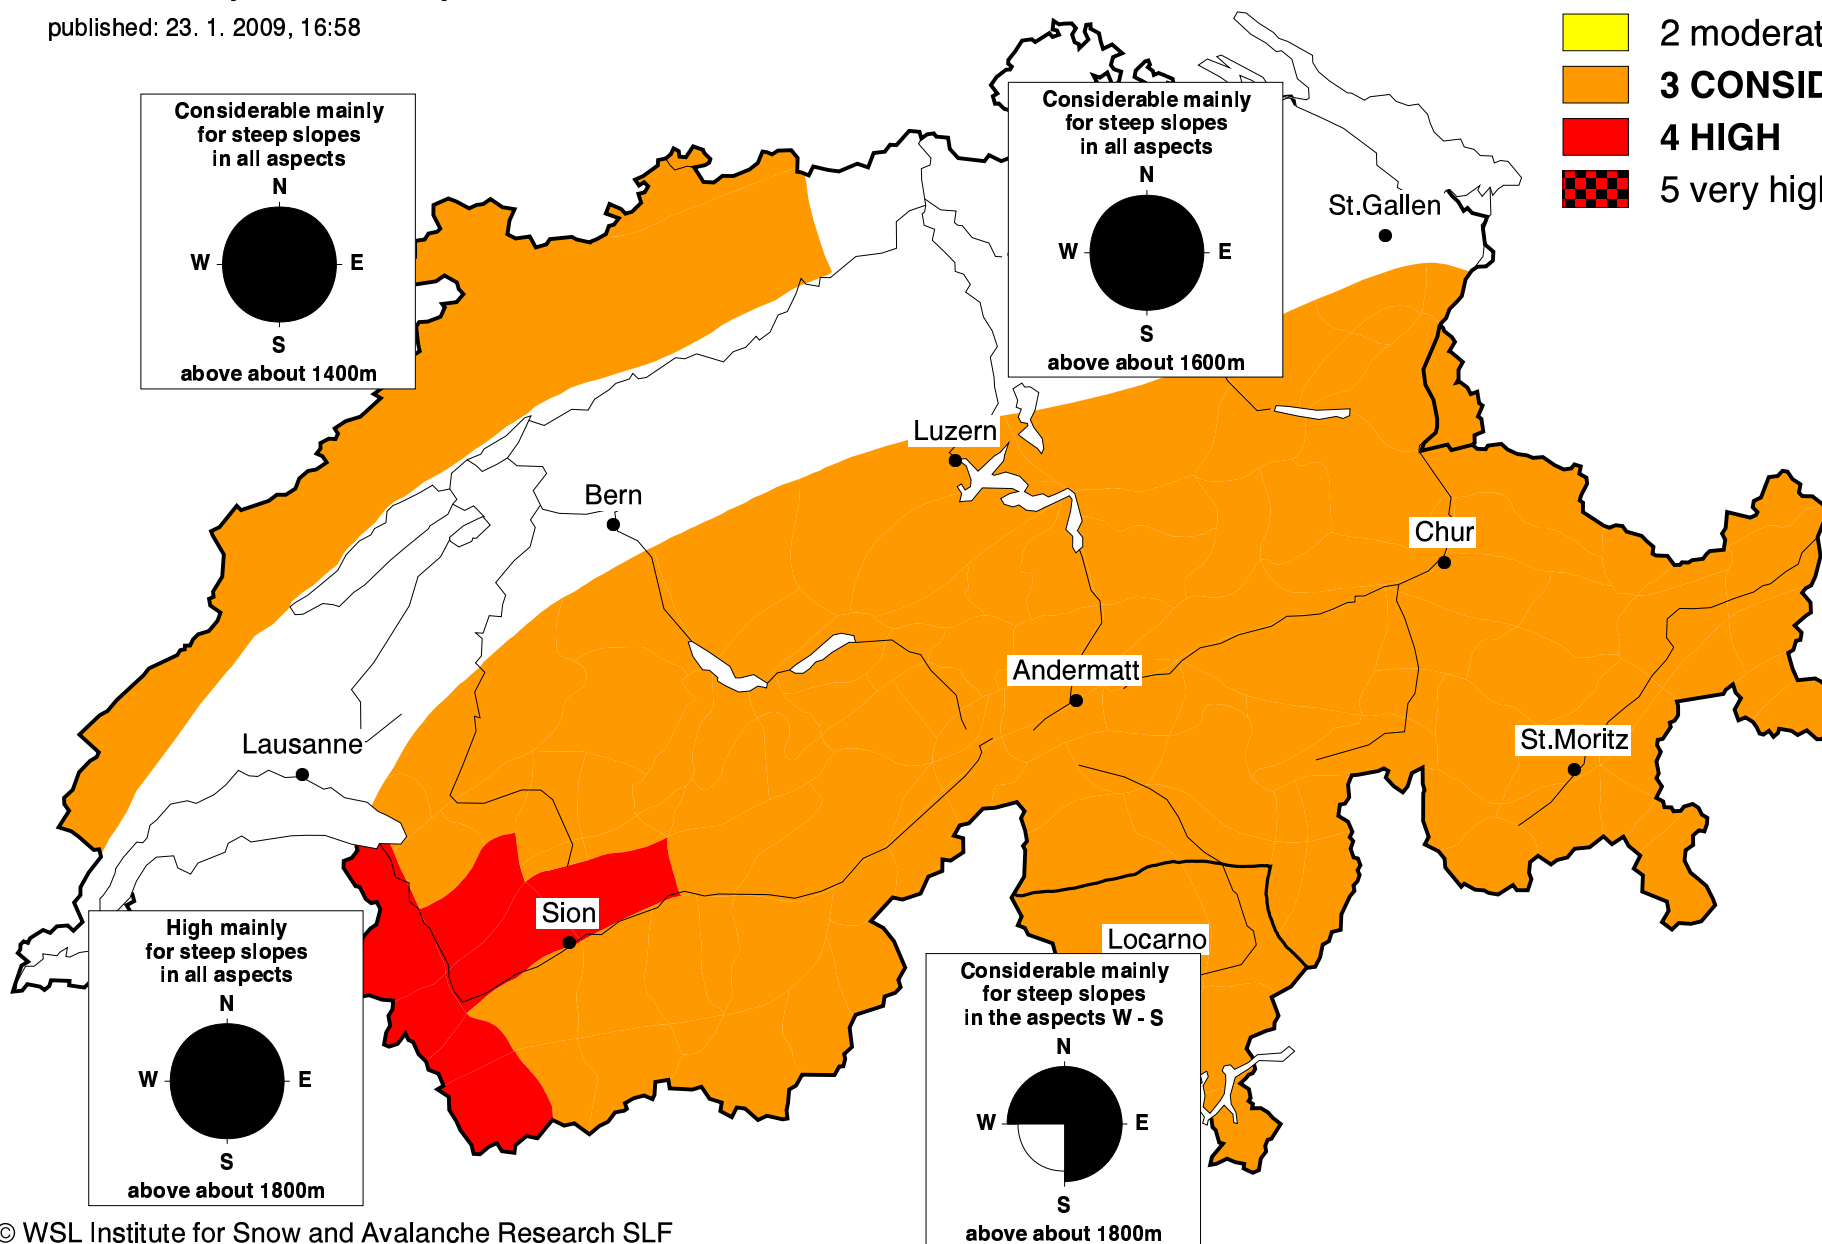 published: 23. 1. 2009, 16:58
2 moderat
3 CONSID
4 HIGH
5 very high
Considerable mainly
for steep slopes
in all aspects
N
W E
S
above about 1400m
Considerable mainly
for steep slopes
in all aspects
N
W E
S
above about 1600m
St.Gallen
Luzern
Bern
Chur
Andermatt
St.Moritz
Lausanne
Sion
Locarno
High mainly
for steep slopes
in all aspects
N
W E
S
above about 1800m
Considerable mainly
for steep slopes
in the aspects W - S
N
W E
S
above about 1800m
© WSL Institute for Snow and Avalanche Research SLF